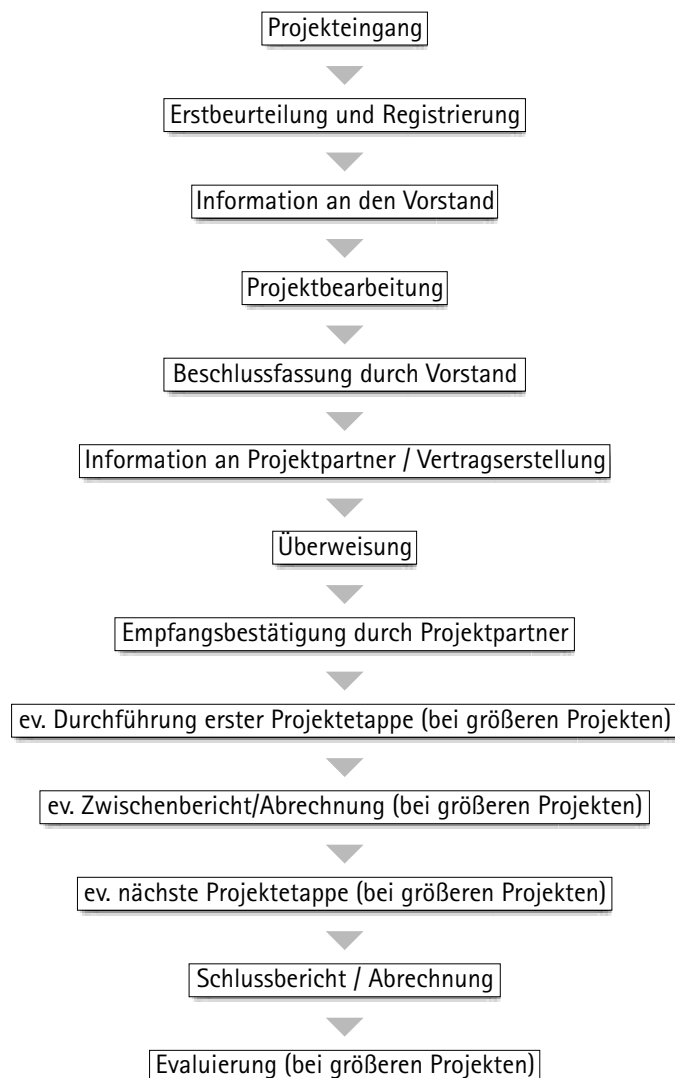 Projekteingang
Erstbeurteilung und Registrierung
Information an den Vorstand
Projektbearbeitung
Beschlussfassung durch Vorstand
Information an Projektpartner / Vertragserstellung
Überweisung
Empfangsbestätigung durch Projektpartner
ev. Durchführung erster Projektetappe (bei größeren Projekten)
ev. Zwischenbericht/Abrechnung (bei größeren Projekten)
ev. nächste Projektetappe (bei größeren Projekten)
Schlussbericht / Abrechnung
Evaluierung (bei größeren Projekten)